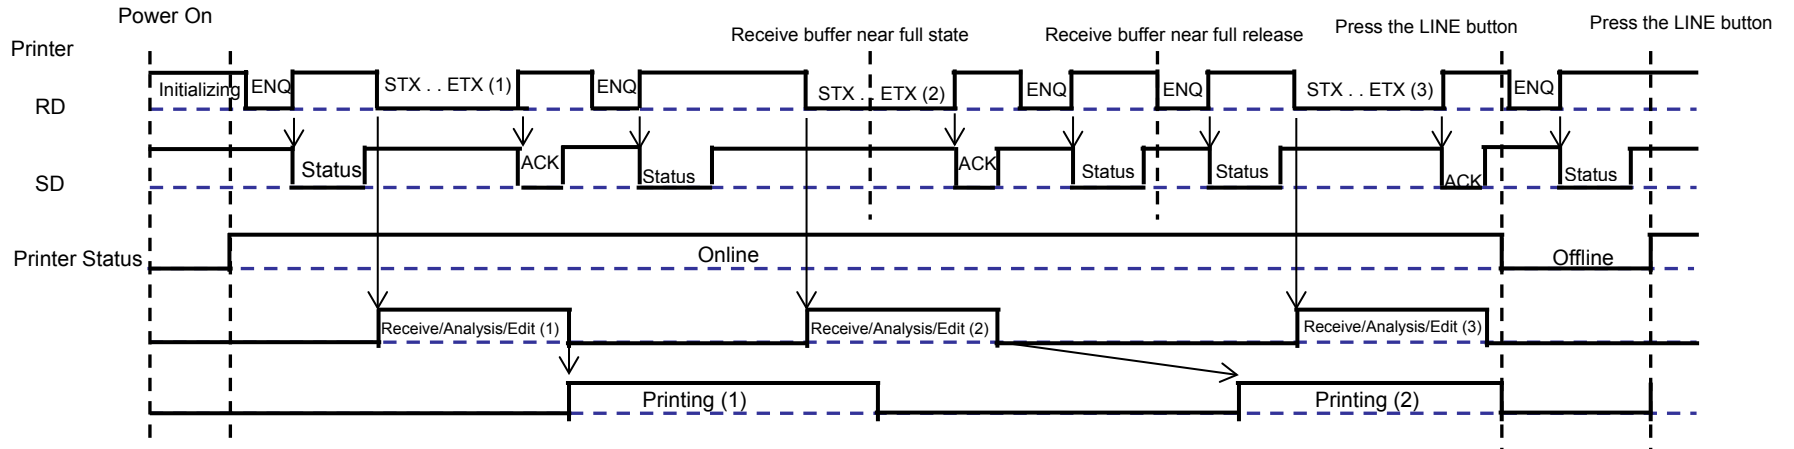 Power On
Receive buffer near full state
Receive buffer near full release
Press the LINE button
Press the LINE button
Printer
RD
Initializing
ENQ
STX . . ETX (1)
ENQ
STX . . ETX (2)
ENQ
ENQ
STX . . ETX (3)
ENQ
SD
Status
ACK
Status
ACK
Status
Status
ACK
Status
Printer Status
Online
Offline
Receive/Analysis/Edit (1)
Receive/Analysis/Edit (2)
Receive/Analysis/Edit (3)
Printing (1)
Printing (2)